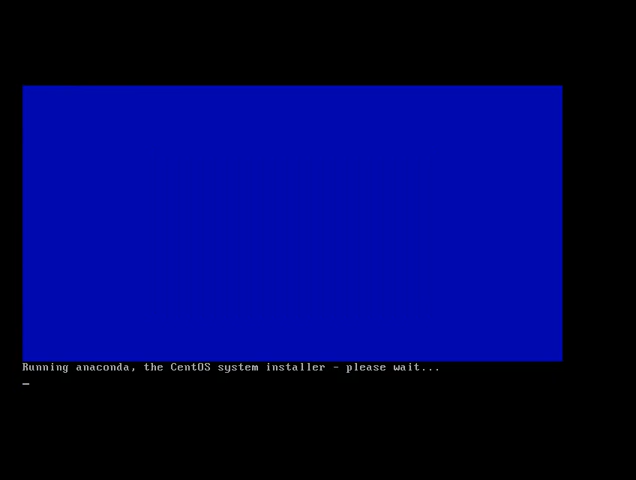 Running anaconda, the CentOS system installer - please wait...